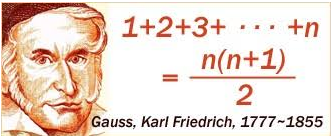 1+2+3+ · · · +n
= n(n+1)
2
Gauss, Karl Friedrich, 1777~1855